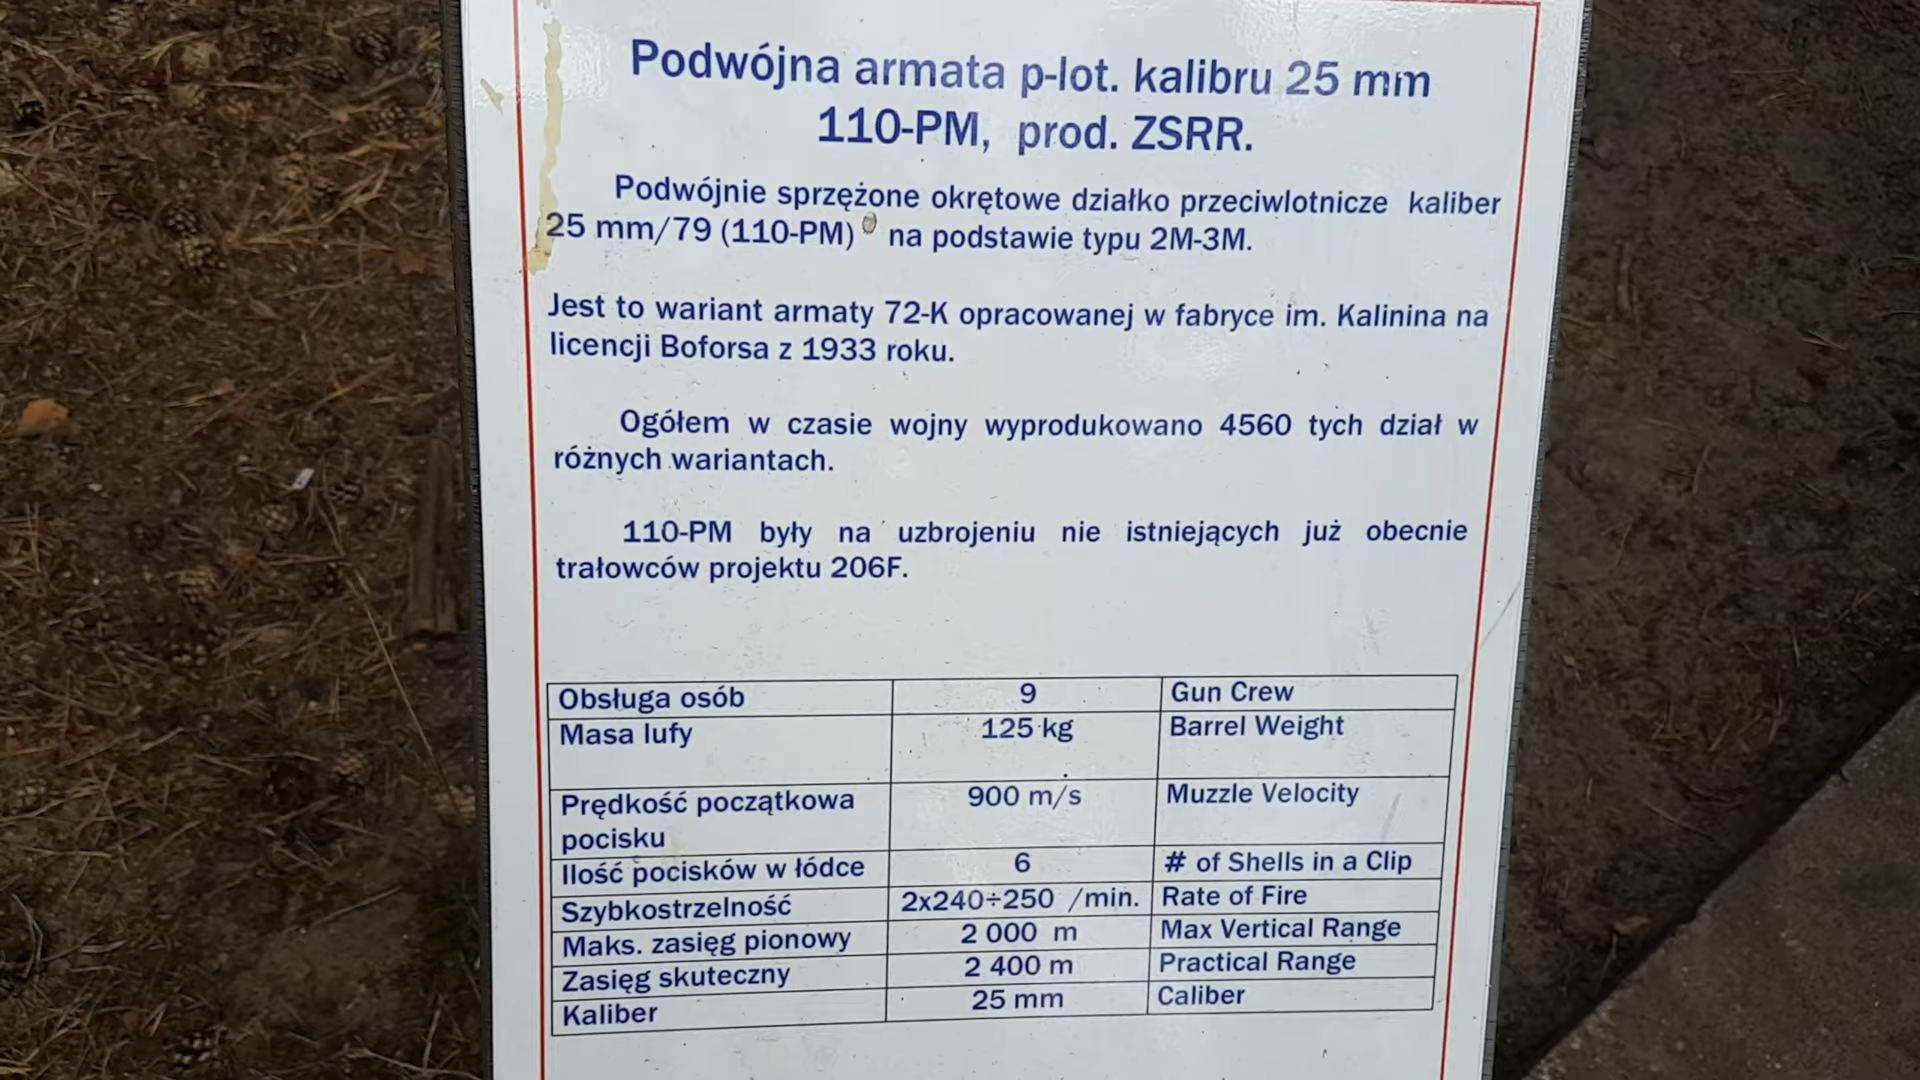 Podwójna armata p-lot. kalibru 25 mm
110-PM, prod. ZSRR.
Podwójnie sprzężone okrętowe działko przeciwlotnicze kaliber
25 mm/79 (110-PM) na podstawie typu 2M-3M.
Jest to wariant armaty 72-K opracowanej w fabryce im. Kalinina na
licencji Boforsa z 1933 roku.
Ogółem w czasie wojny wyprodukowano 4560 tych dział w
różnych wariantach.
110-PM były na uzbrojeniu nie istniejących już obecnie
trałowców projektu 206F.
Obsługa osób 9 Gun Crew
Masa lufy 125 kg Barrel Weight
Prędkość początkowa 900 m/s Muzzle Velocity
pocisku
Ilość pocisków w łódce 6 # of Shells in a Clip
Szybkostrzelność 2x240÷250 /min. Rate of Fire
Maks. zasięg pionowy 2 000 m Max Vertical Range
Zasięg skuteczny 2 400 m Practical Range
Kaliber 25 mm Caliber